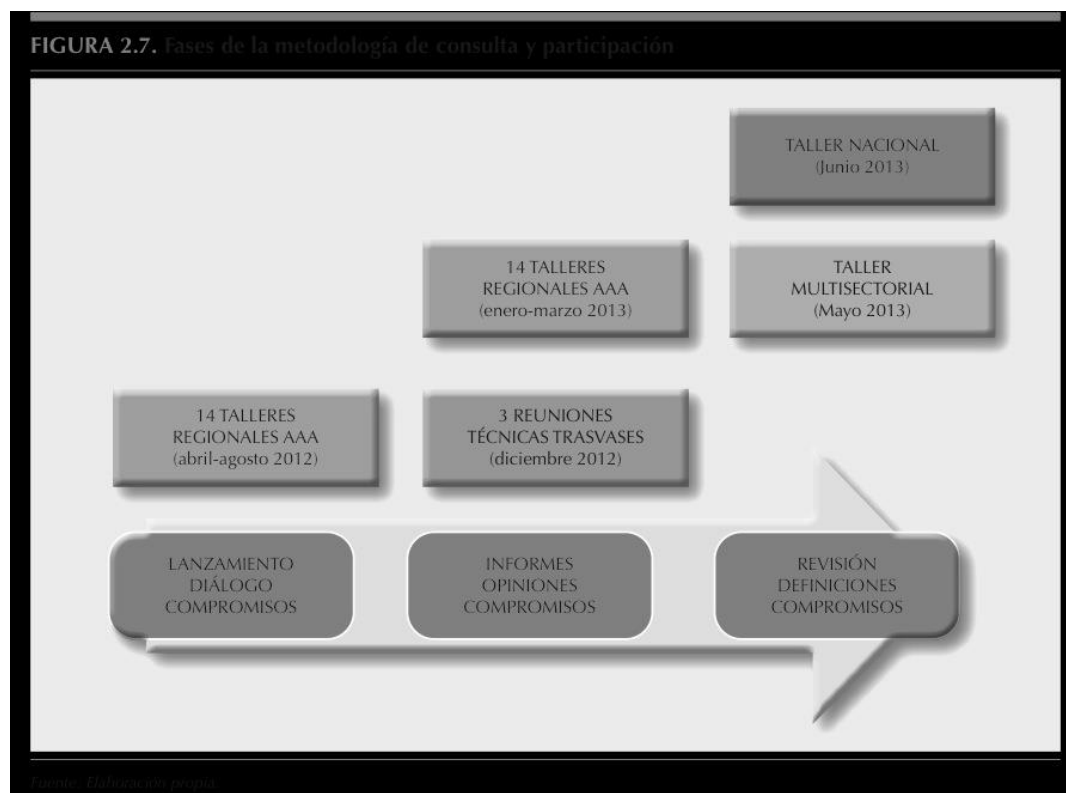 FIGURA 2.7. Fases de la metodología de consulta y participación
TALLER NACIONAL
(Junio 2013)
14 TALLERES
REGIONALES AAA
(enero-marzo 2013)
TALLER
MULTISECTORIAL
(Mayo 2013)
14 TALLERES
REGIONALES AAA
(abril-agosto 2012)
3 REUNIONES
TÉCNICAS TRASVASES
(diciembre 2012)
LANZAMIENTO
DIÁLOGO
COMPROMISOS
INFORMES
OPINIONES
COMPROMISOS
REVISIÓN
DEFINICIONES
COMPROMISOS
Fuente: Elaboración propia.